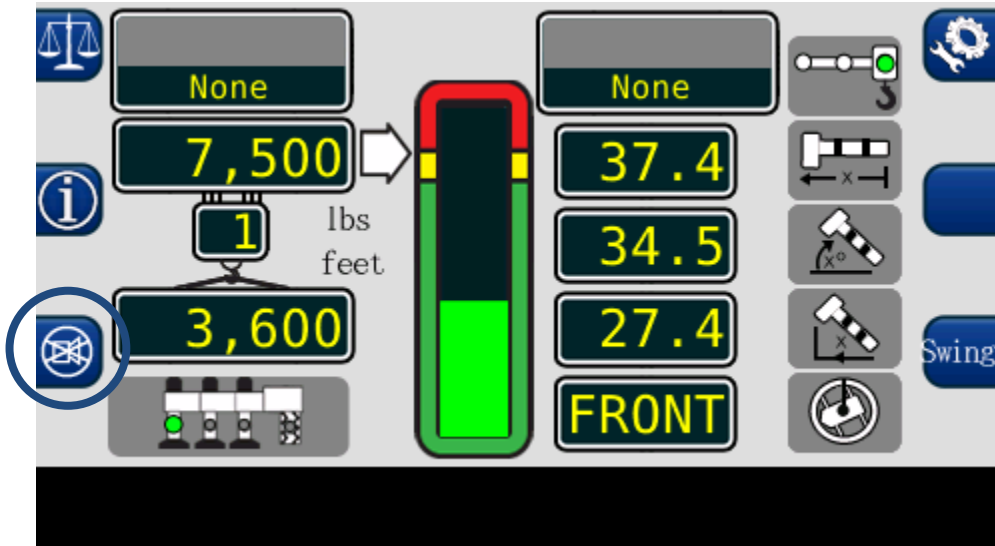 None
7,500
1
lbs
feet
3,600
None
37.4
x
34.5
x°
27.4
x
FRONT
Swing